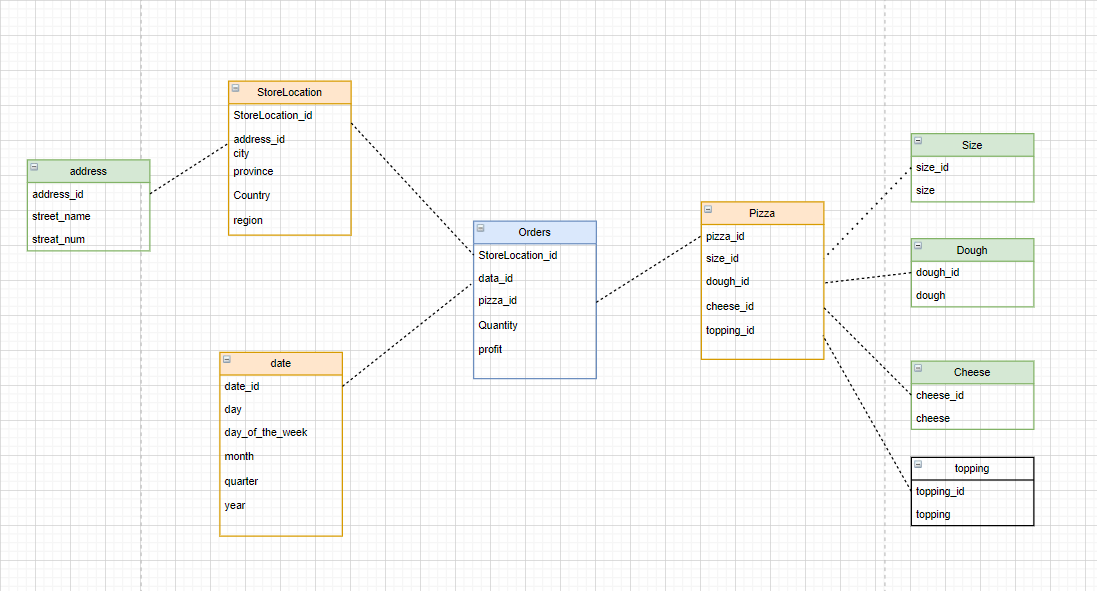 StoreLocation
StoreLocation_id
address_id
city
province
Country
region
address
address_id
street_name
streat_num
Orders
StoreLocation_id
data_id
pizza_id
Quantity
profit
date
date_id
day
day_of_the_week
month
quarter
year
Pizza
pizza_id
size_id
dough_id
cheese_id
topping_id
Size
size_id
size
Dough
dough_id
dough
Cheese
cheese_id
cheese
topping
topping_id
topping